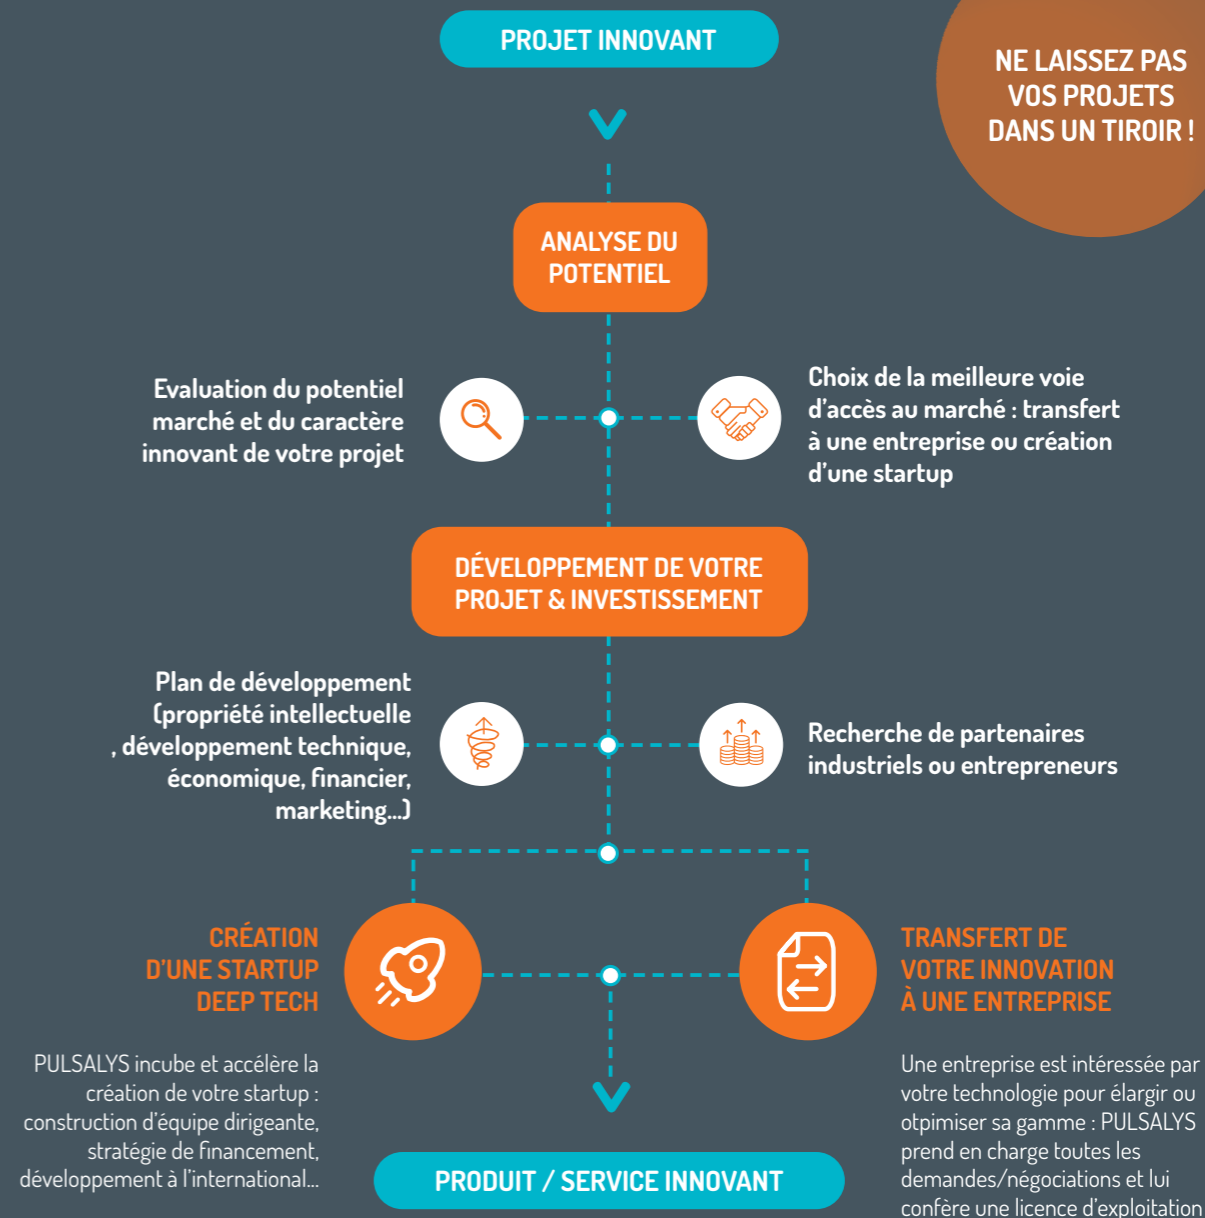 PROJET INNOVANT
NE LAISSEZ PAS
VOS PROJETS
DANS UN TIROIR !
ANALYSE DU
POTENTIEL
Evaluation du potentiel
marché et du caractère
innovant de votre projet
Choix de la meilleure voie
d'accès au marché : transfert
à une entreprise ou création
d'une startup
DÉVELOPPEMENT DE VOTRE
PROJET & INVESTISSEMENT
Plan de développement
(propriété intellectuelle
, développement technique,
économique, financier,
marketing...)
Recherche de partenaires
industriels ou entrepreneurs
CRÉATION
D'UNE STARTUP
DEEP TECH
PULSALYS incube et accélère la
création de votre startup :
construction d'équipe dirigeante,
stratégie de financement,
développement à l'international...
TRANSFERT DE
VOTRE INNOVATION
À UNE ENTREPRISE
Une entreprise est intéressée par
votre technologie pour élargir ou
otpimiser sa gamme : PULSALYS
prend en charge toutes les
demandes/négociations et lui
confère une licence d'exploitation
PRODUIT / SERVICE INNOVANT